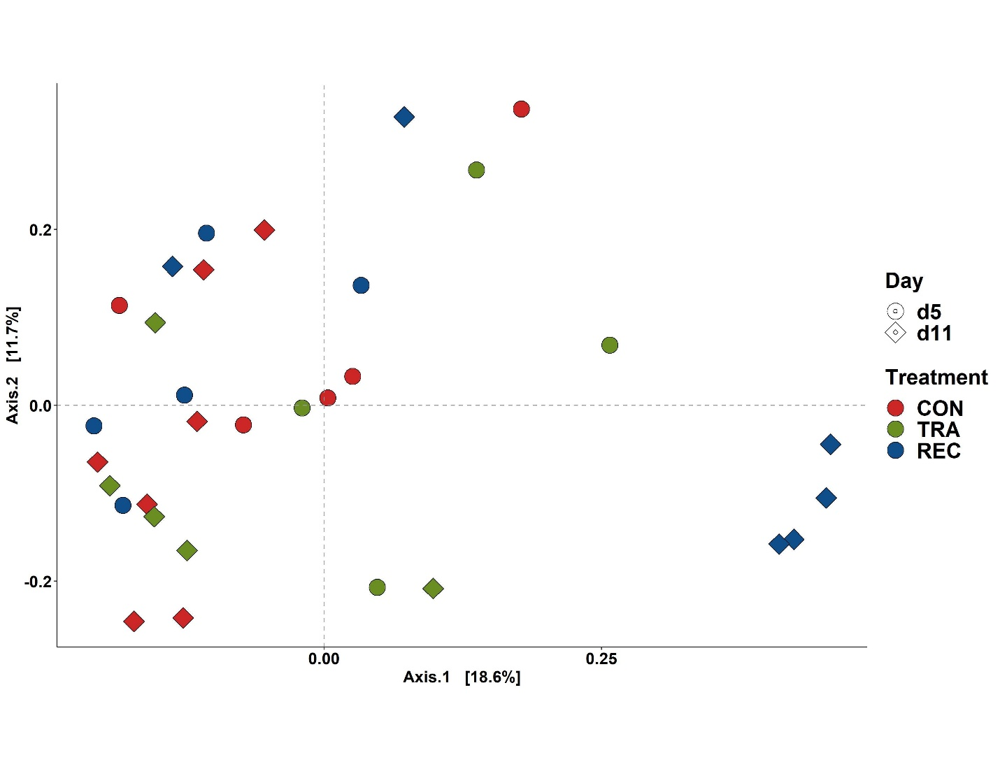 0.2
0.0
-0.2
Axis.2 [11.7%]
0.00
0.25
Axis.1 [18.6%]
Day
d5
d11
Treatment
CON
TRA
REC